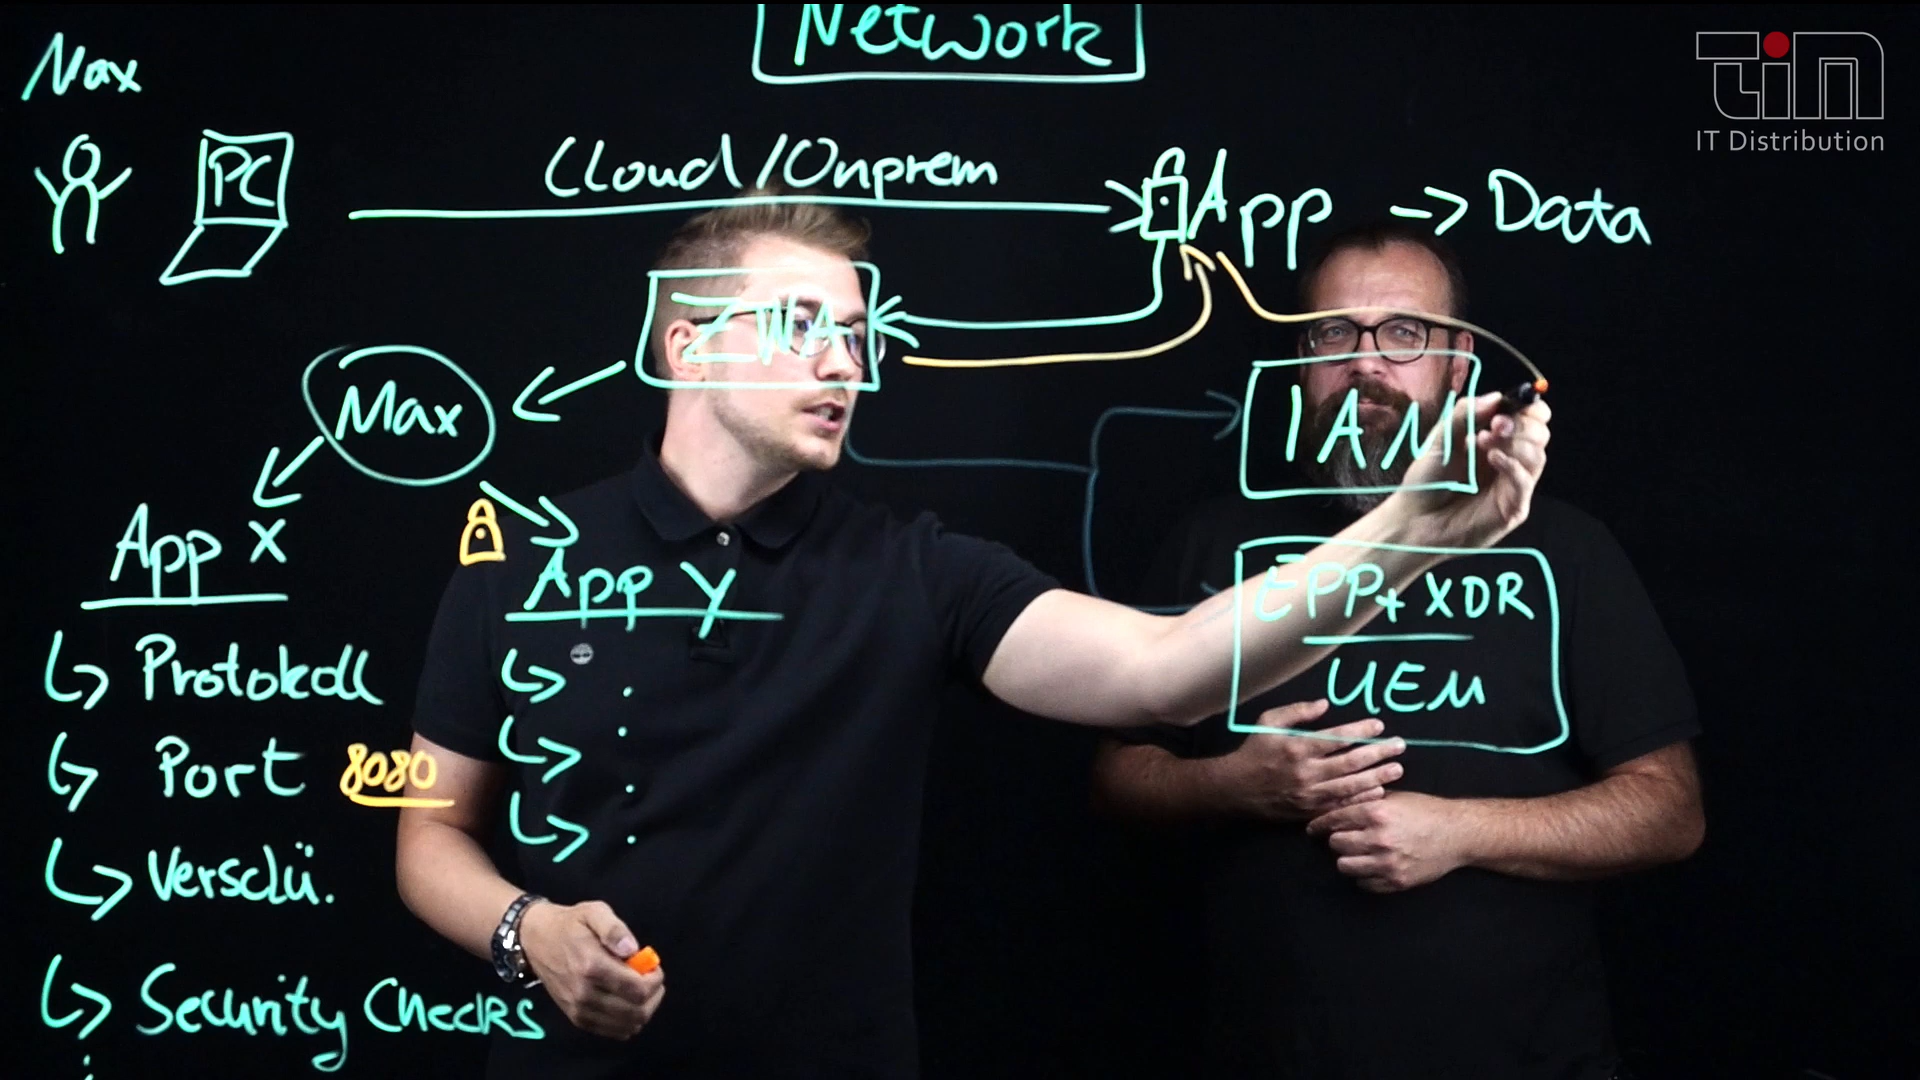 Network
Max
TIM
IT Distribution
PC
Cloud/Onprem
App -> Data
ZWA
Max
IAM
App X
App Y
EPP + XDR
UEM
Protokoll
Port 8080
Verschlü.
Security Checks